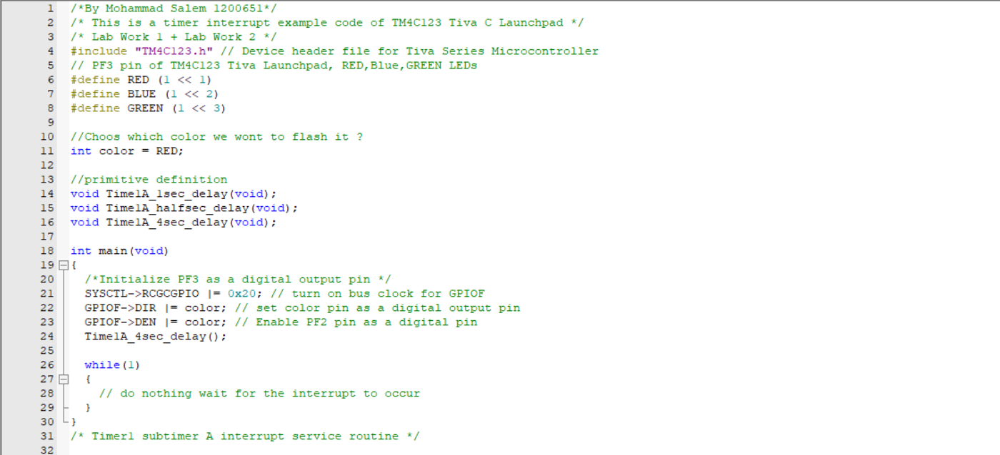 1 /*By Mohammad Salem 1200651*/
2 /* This is a timer interrupt example code of TM4C123 Tiva C Launchpad */
3 /* Lab Work 1 + Lab Work 2 */
4 #include "TM4C123.h" // Device header file for Tiva Series Microcontroller
5 // PF3 pin of TM4C123 Tiva Launchpad, RED,Blue,GREEN LEDs
6 #define RED (1 << 1)
7 #define BLUE (1 << 2)
8 #define GREEN (1 << 3)
9
10 //Choos which color we wont to flash it ?
11 int color = RED;
12
13 //primitive definition
14 void Time1A_1sec_delay(void);
15 void Time1A_halfsec_delay(void);
16 void Time1A_4sec_delay(void);
17
18 int main(void)
19 {
20 /*Initialize PF3 as a digital output pin */
21 SYSCTL->RCGCGPIO |= 0x20; // turn on bus clock for GPIOF
22 GPIOF->DIR |= color; // set color pin as a digital output pin
23 GPIOF->DEN |= color; // Enable PF2 pin as a digital pin
24 Time1A_4sec_delay();
25
26 while(1)
27 {
28 // do nothing wait for the interrupt to occur
29 }
30 }
31 /* Timer1 subtimer A interrupt service routine */
32